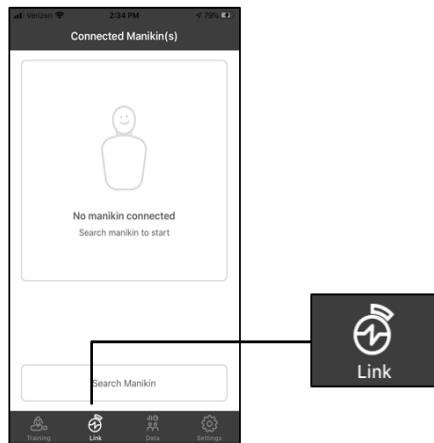 Verizon 2:34 PM 79%
Connected Manikin(s)
No manikin connected
Search manikin to start
Search Manikin
Training Link Data Settings
Link